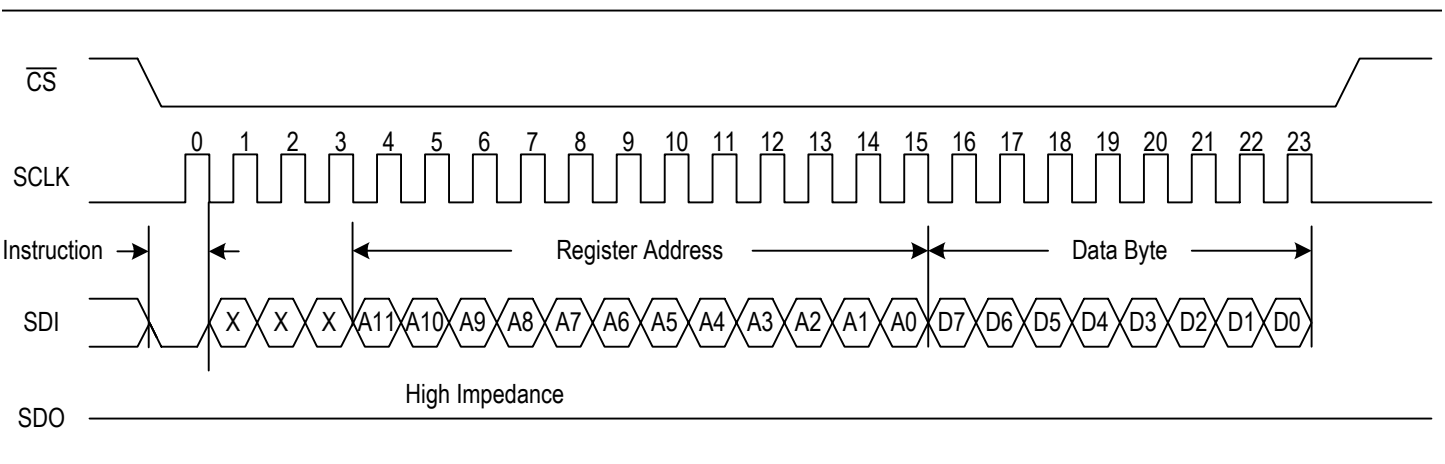 CS
0 1 2 3 4 5 6 7 8 9 10 11 12 13 14 15 16 17 18 19 20 21 22 23
SCLK
Instruction Register Address Data Byte
SDI X X X A11 A10 A9 A8 A7 A6 A5 A4 A3 A2 A1 A0 D7 D6 D5 D4 D3 D2 D1 D0
High Impedance
SDO